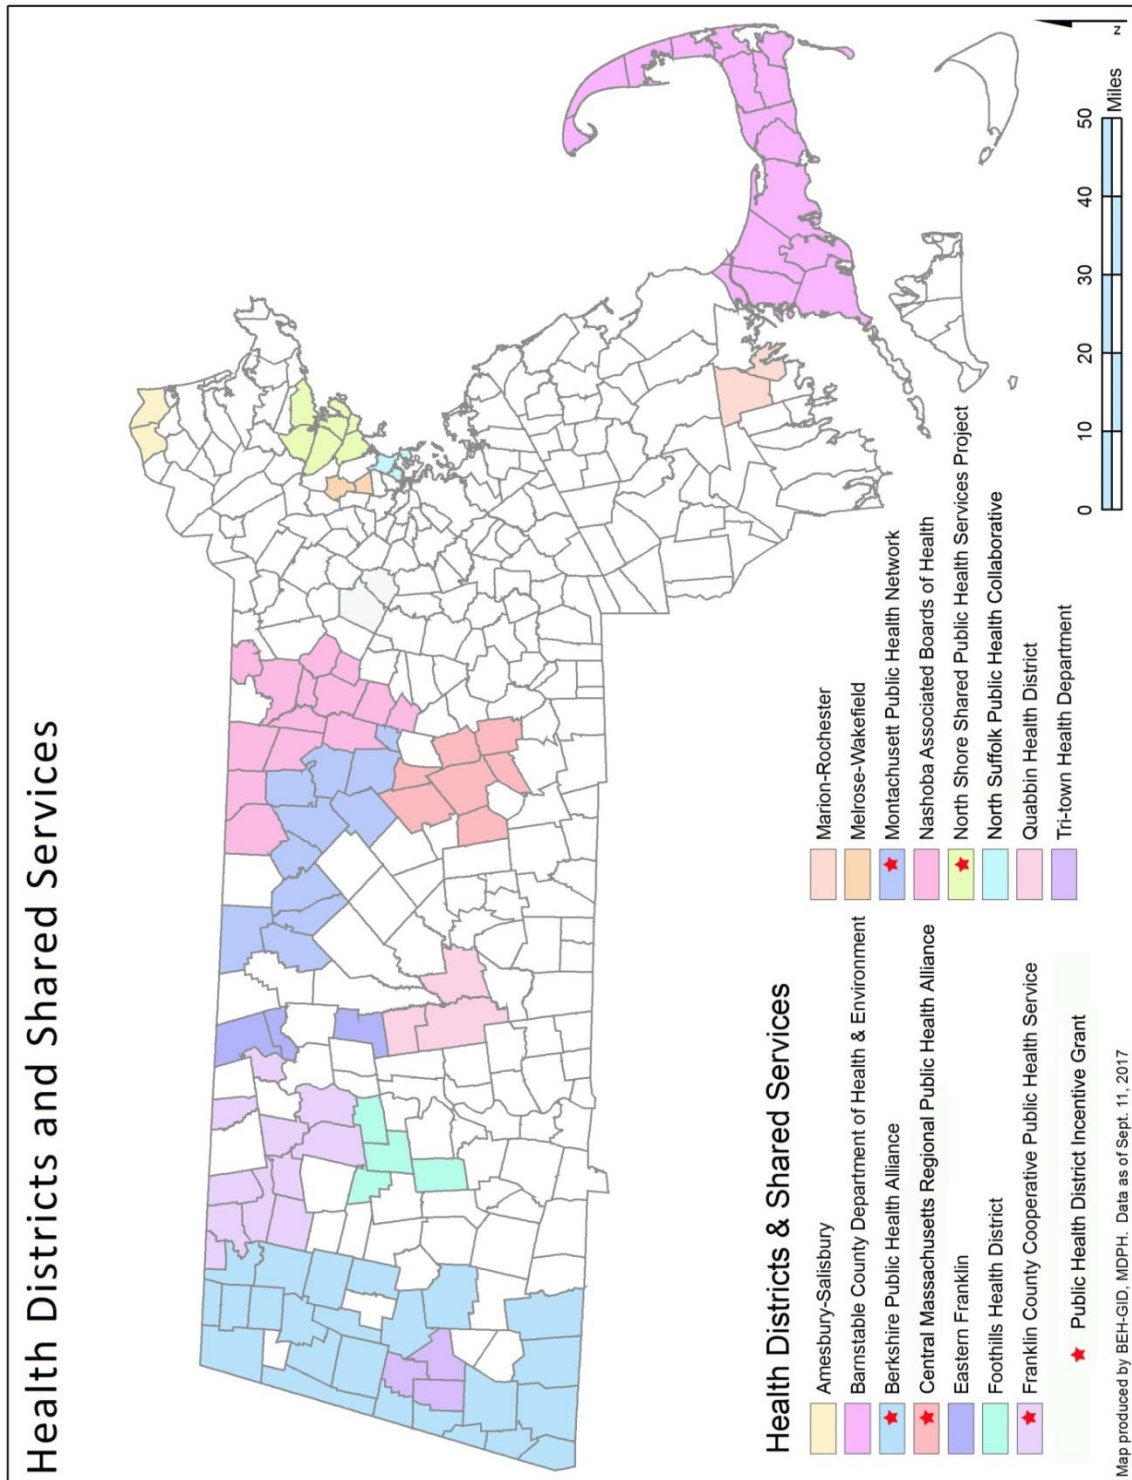 Health Districts and Shared Services
Health Districts & Shared Services
Amesbury-Salisbury
Barnstable County Department of Health & Environment
Berkshire Public Health Alliance
Central Massachusetts Regional Public Health Alliance
Eastern Franklin
Foothills Health District
Franklin County Cooperative Public Health Service
Marion-Rochester
Melrose-Wakefield
Montachusett Public Health Network
Nashoba Associated Boards of Health
North Shore Shared Public Health Services Project
North Suffolk Public Health Collaborative
Quabbin Health District
Tri-town Health Department
Public Health District Incentive Grant
0 10 20 30 40 50
Miles
N
Map produced by BEH-GID, MDPH. Data as of Sept. 11, 2017